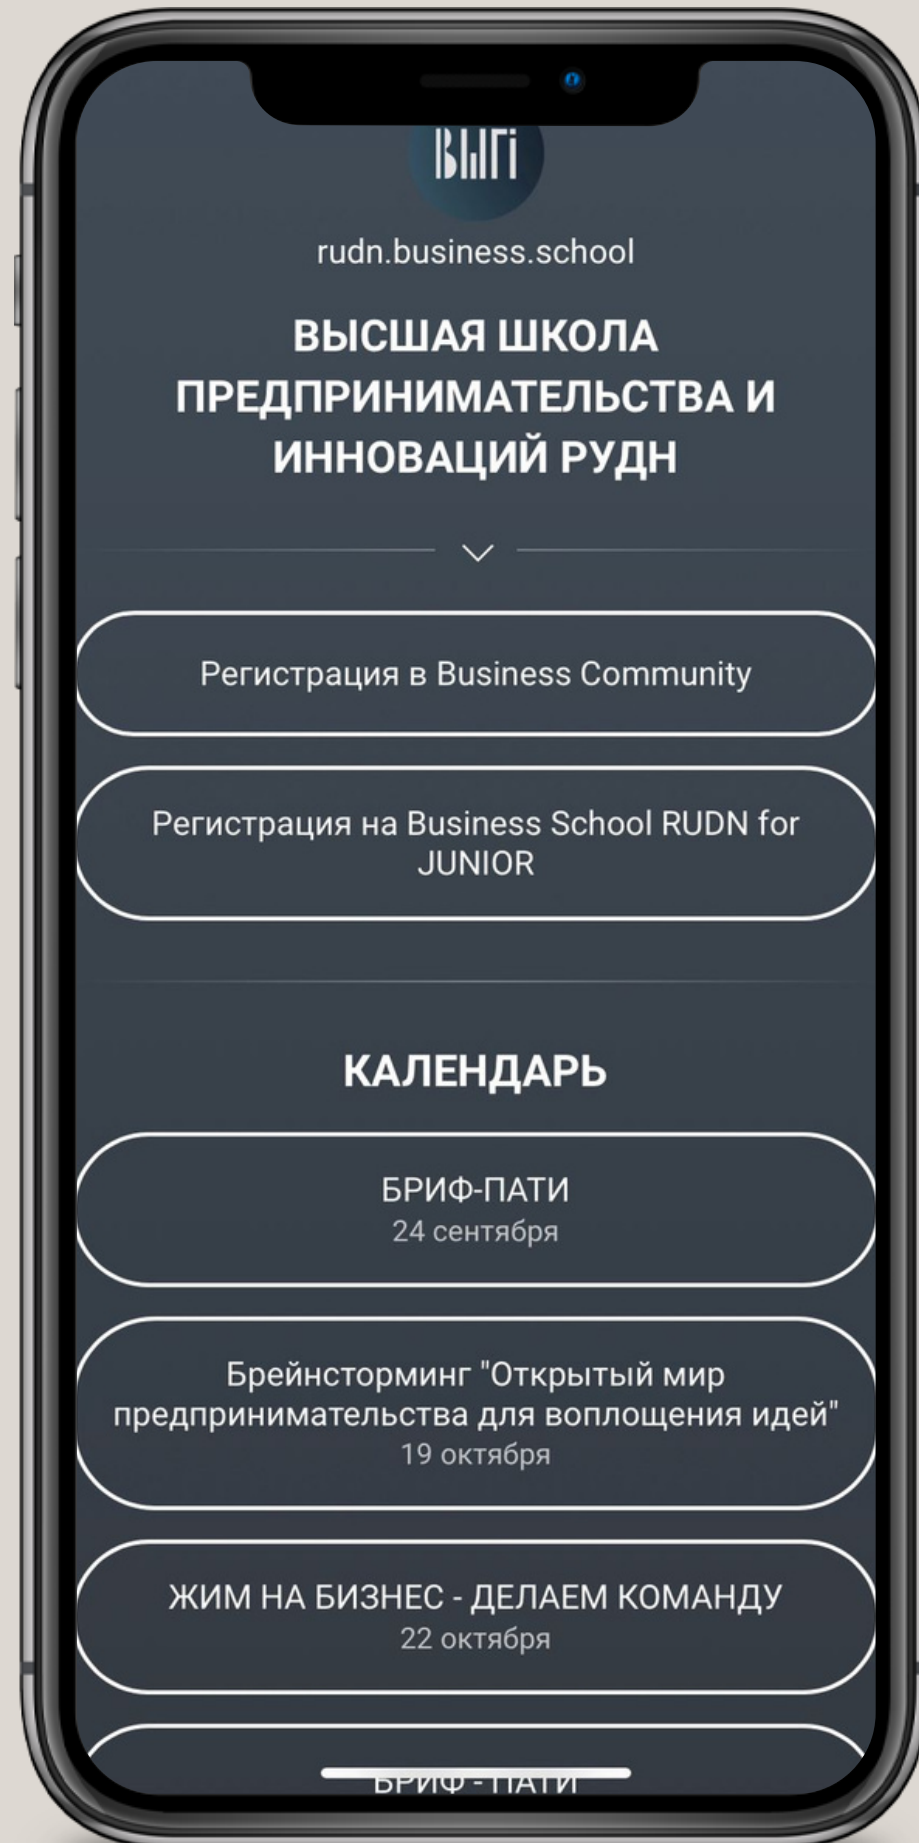 rudn.business.school
ВЫСШАЯ ШКОЛА
ПРЕДПРИНИМАТЕЛЬСТВА И
ИННОВАЦИЙ РУДН
Регистрация в Business Community
Регистрация на Business School RUDN for
JUNIOR
КАЛЕНДАРЬ
БРИФ-ПАТИ
24 сентября
Брейнсторминг "Открытый мир
предпринимательства для воплощения идей"
19 октября
ЖИМ НА БИЗНЕС - ДЕЛАЕМ КОМАНДУ
22 октября
БРИФ - ПАТИ